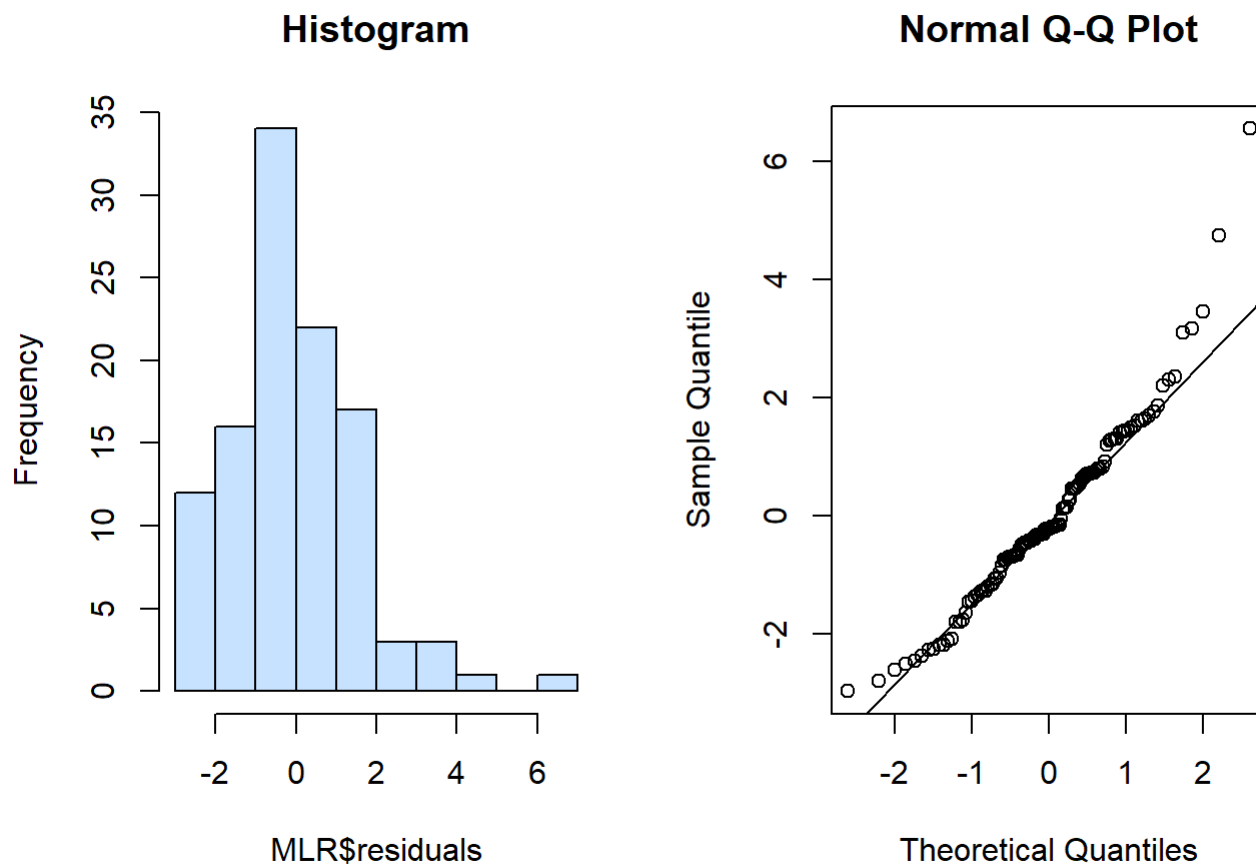 Histogram
Frequency
35
30
25
20
15
10
5
0
-2 0 2 4 6
MLR$residuals
Normal Q-Q Plot
Sample Quantile
6
4
2
0
-2
-2 -1 0 1 2
Theoretical Quantiles